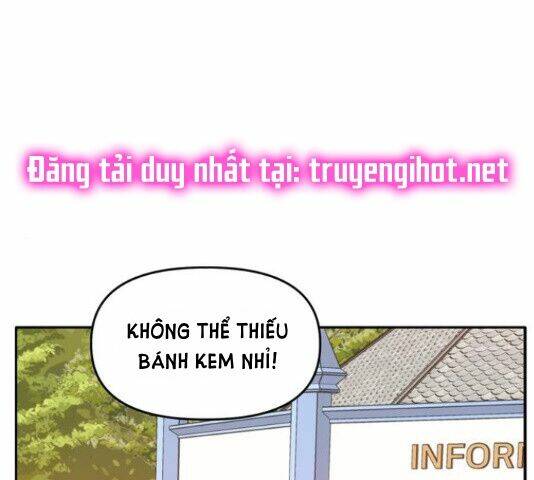 Đăng tải duy nhất tại: truyengihot.net
KHÔNG THỂ THIẾU
BÁNH KEM NHỈ!
INFOR